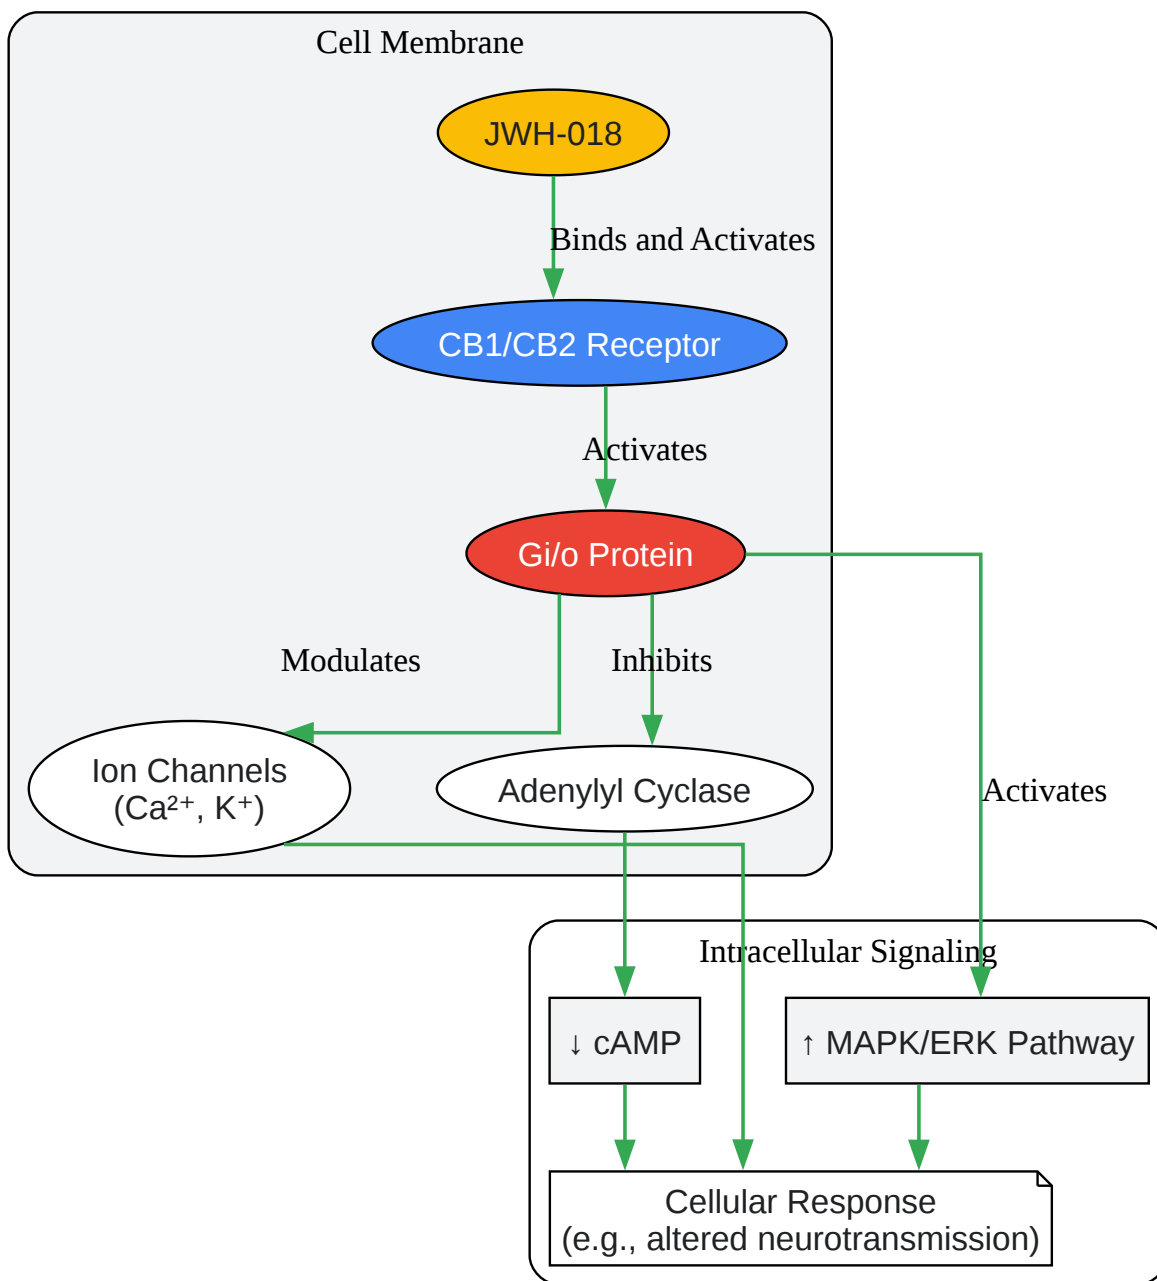 Cell Membrane
JWH-018
Binds and Activates
CB1/CB2 Receptor
Activates
Gi/o Protein
Modulates
Inhibits
Ion Channels
(Ca²⁺, K⁺)
Adenylyl Cyclase
Activates
Intracellular Signaling
↓ cAMP
↑ MAPK/ERK Pathway
Cellular Response
(e.g., altered neurotransmission)